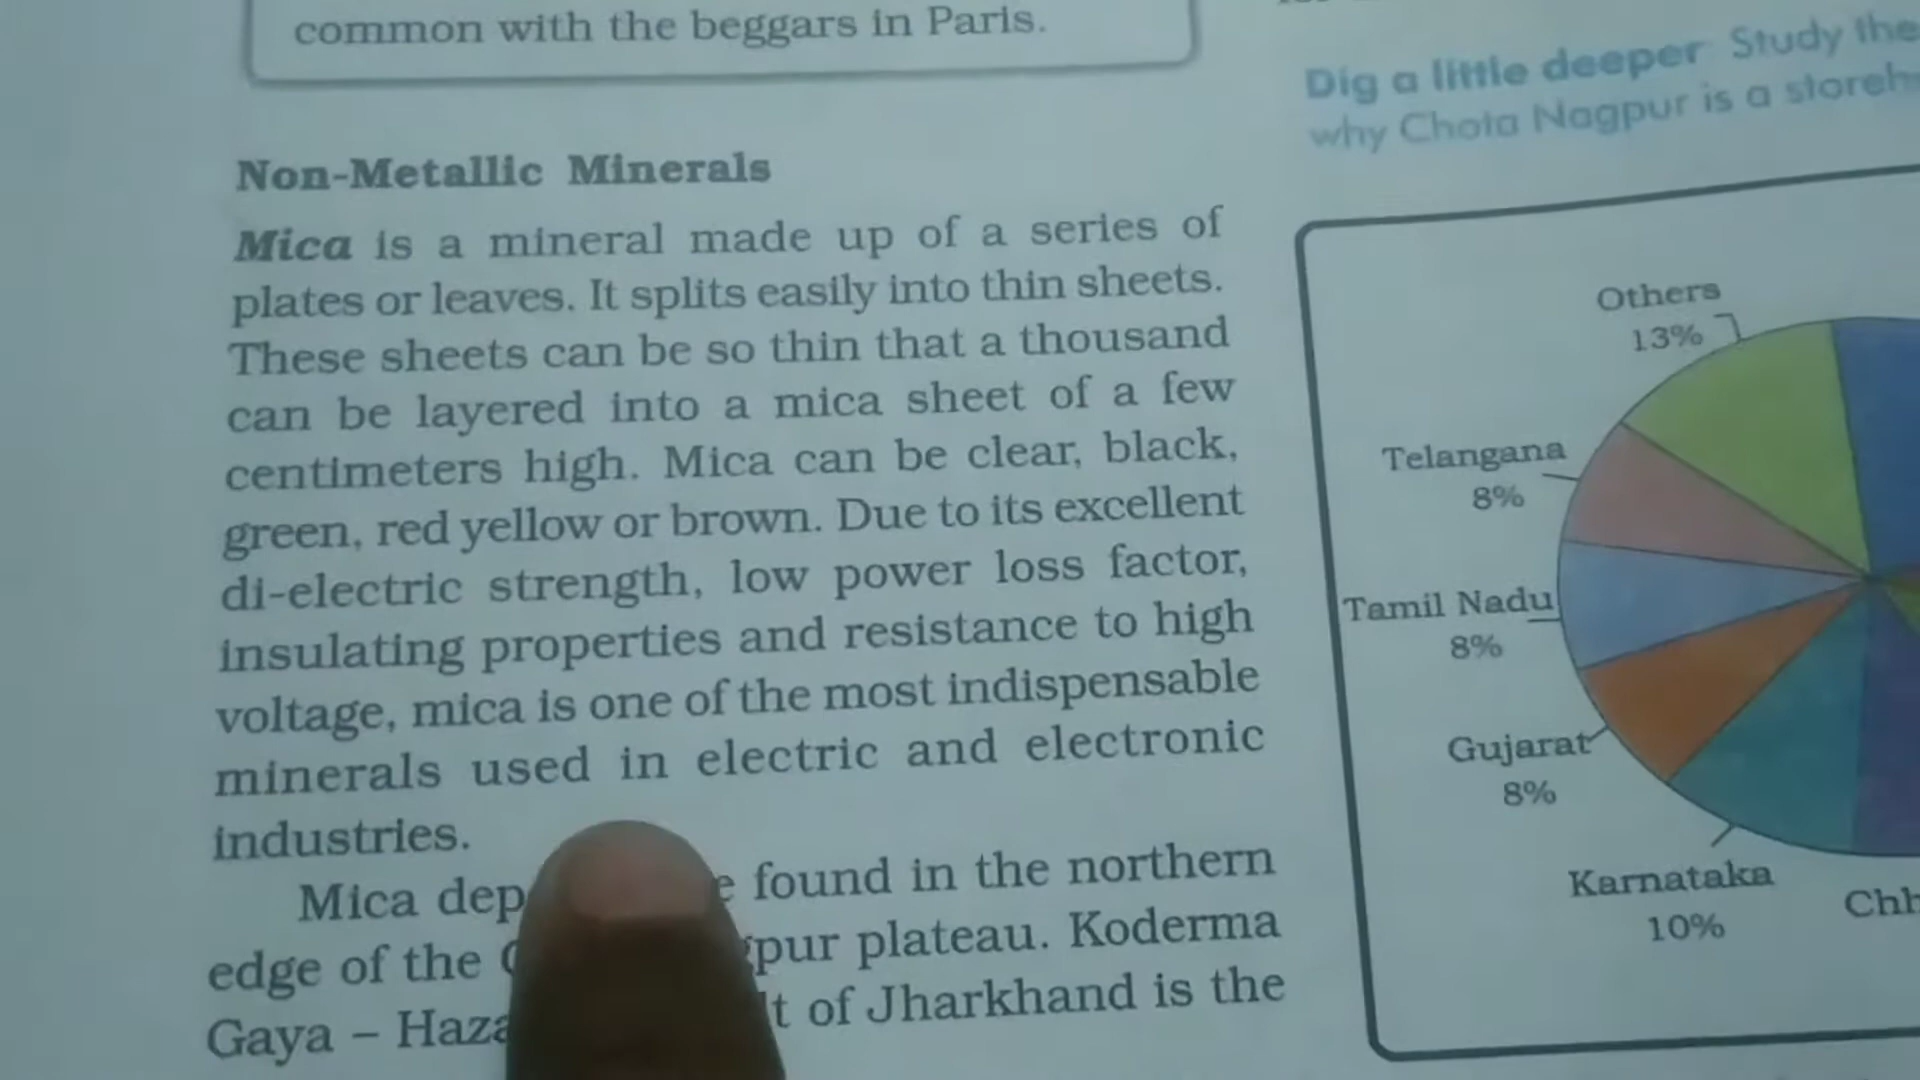 common with the beggars in Paris.
Non-Metallic Minerals
Mica is a mineral made up of a series of
plates or leaves. It splits easily into thin sheets.
These sheets can be so thin that a thousand
can be layered into a mica sheet of a few
centimeters high. Mica can be clear, black,
green, red yellow or brown. Due to its excellent
di-electric strength, low power loss factor,
insulating properties and resistance to high
voltage, mica is one of the most indispensable
minerals used in electric and electronic
industries.
Mica dep e found in the northern
edge of the gpur plateau. Koderma
Gaya – Haza lt of Jharkhand is the
Dig a little deeper Study the
why Chota Nagpur is a storeh
Others
13%
Telangana
8%
Tamil Nadu
8%
Gujarat
8%
Karnataka
10%
Chh